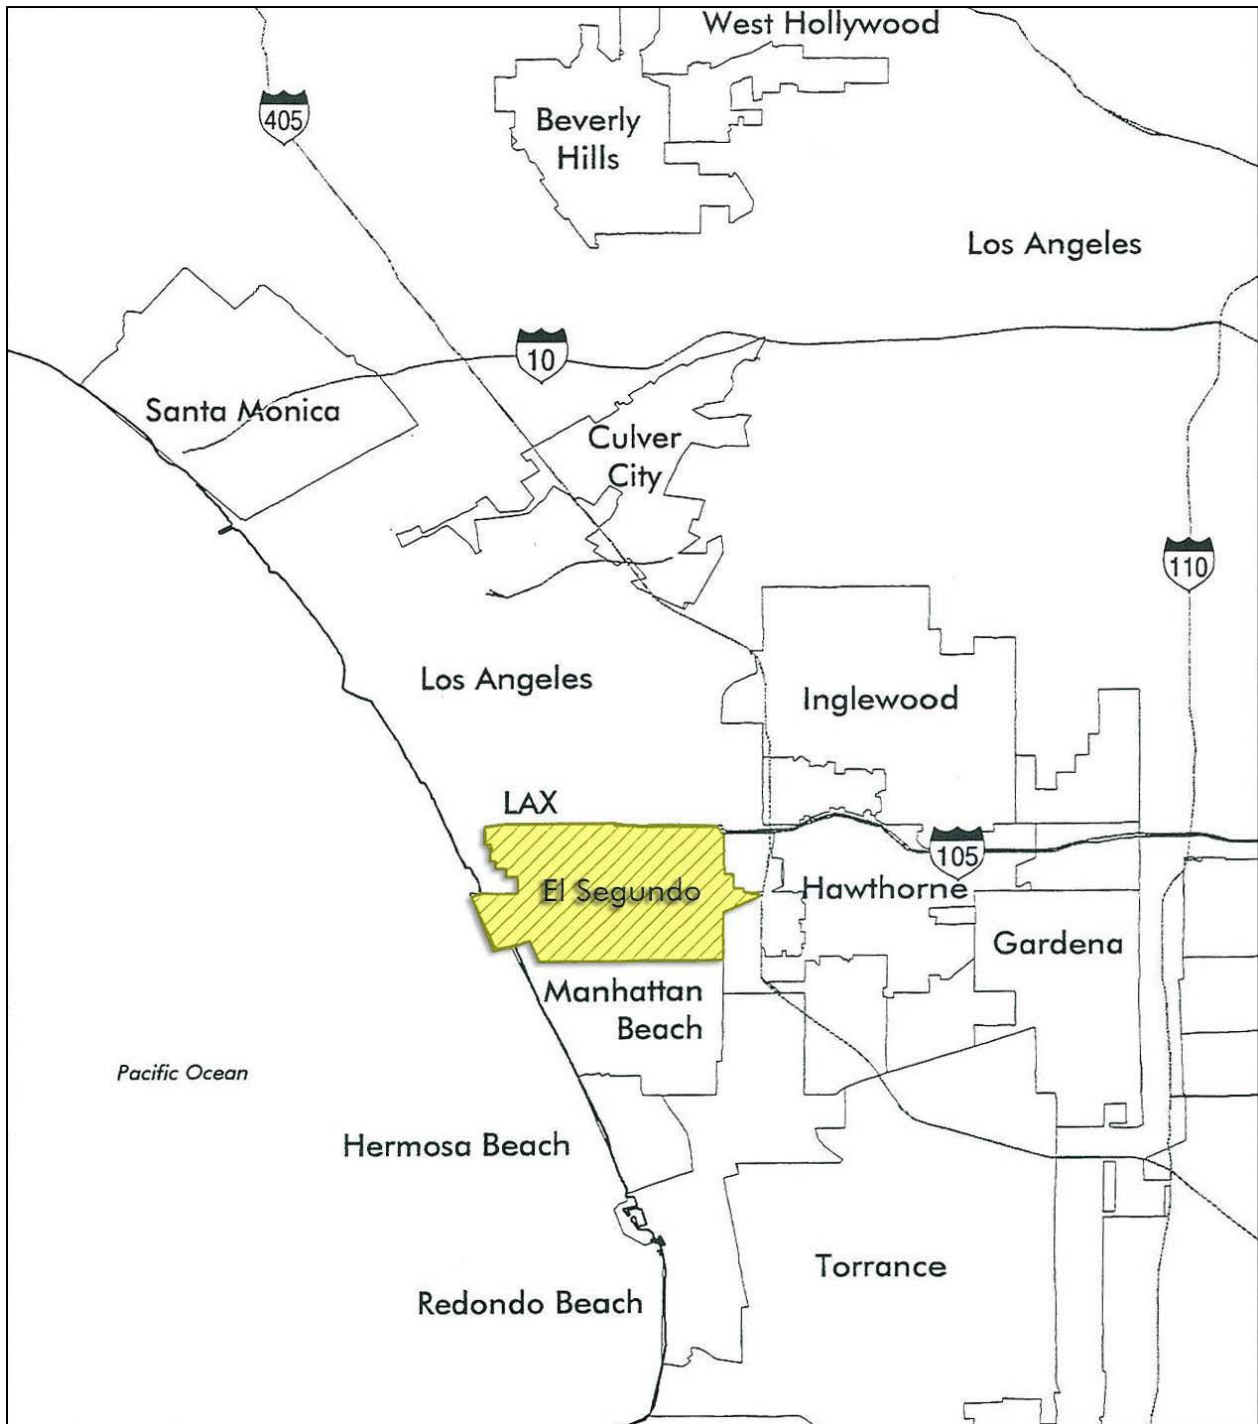 West Hollywood
405
Beverly
Hills
Los Angeles
10
Santa Monica
Culver
City
110
Los Angeles
Inglewood
LAX
105
El Segundo
Hawthorne
Gardena
Manhattan
Beach
Pacific Ocean
Hermosa Beach
Torrance
Redondo Beach